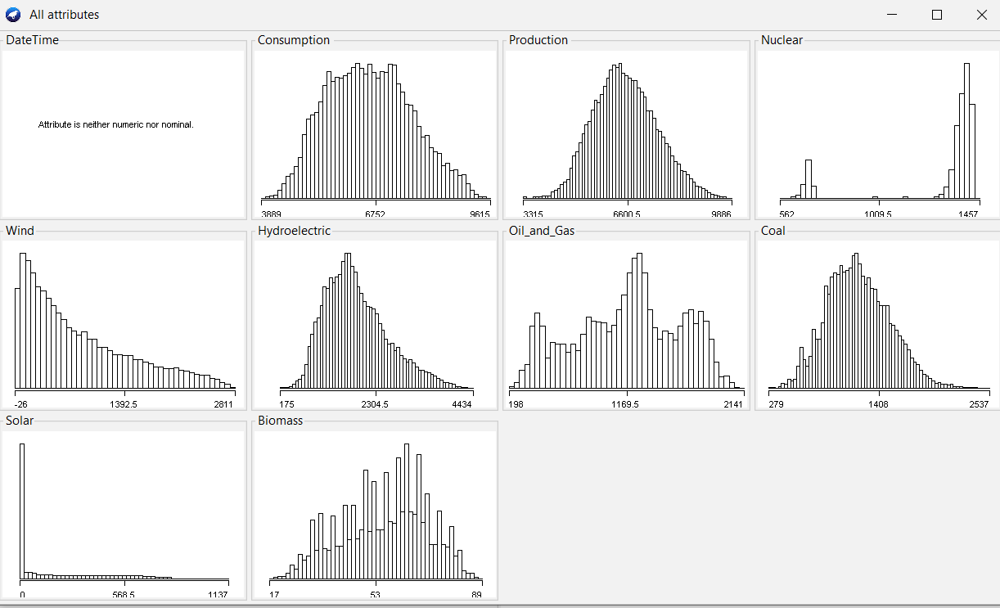 All attributes
DateTime
Attribute is neither numeric nor nominal.
Consumption
3889 6752 9615
Production
3315 6600.5 9886
Nuclear
562 1009.5 1457
Wind
-26 1392.5 2811
Hydroelectric
175 2304.5 4434
Oil_and_Gas
198 1169.5 2141
Coal
279 1408 2537
Solar
0 568.5 1137
Biomass
17 53 89